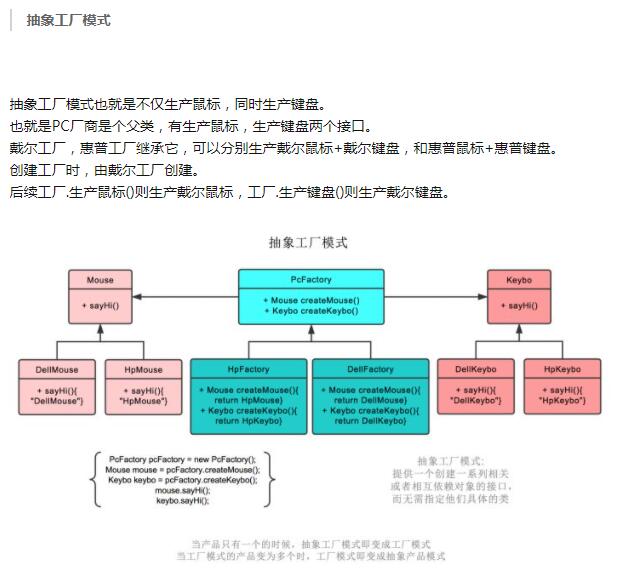 抽象工厂模式
抽象工厂模式也就是不仅生产鼠标，同时生产键盘。
也就是PC厂商是个父类，有生产鼠标，生产键盘两个接口。
戴尔工厂，惠普工厂继承它，可以分别生产戴尔鼠标+戴尔键盘，和惠普鼠标+惠普键盘。
创建工厂时，由戴尔工厂创建。
后续工厂.生产鼠标()则生产戴尔鼠标，工厂.生产键盘()则生产戴尔键盘。
抽象工厂模式
Mouse
+ sayHi()
PcFactory
+ Mouse createMouse()
+ Keybo createKeybo()
Keybo
+ sayHi()
DellMouse
+ sayHi(){
"DellMouse"}
HpMouse
+ sayHi(){
"HpMouse"}
HpFactory
+ Mouse createMouse(){
return HpMouse}
+ Keybo createKeybo(){
return HpKeybo}
DellFactory
+ Mouse createMouse(){
return DellMouse}
+ Keybo createKeybo(){
return DellKeybo}
DellKeybo
+ sayHi(){
"DellKeybo"}
HpKeybo
+ sayHi(){
"HpKeybo"}
PcFactory pcFactory = new PcFactory();
Mouse mouse = pcFactory.createMouse();
Keybo keybo = pcFactory.createKeybo();
mouse.sayHi();
keybo.sayHi();
抽象工厂模式:
提供一个创建一系列相关
或者相互依赖对象的接口，
而无需指定他们具体的类
当产品只有一个的时候，抽象工厂模式即变成工厂模式
当工厂模式的产品变为多个时，工厂模式即变成抽象产品模式